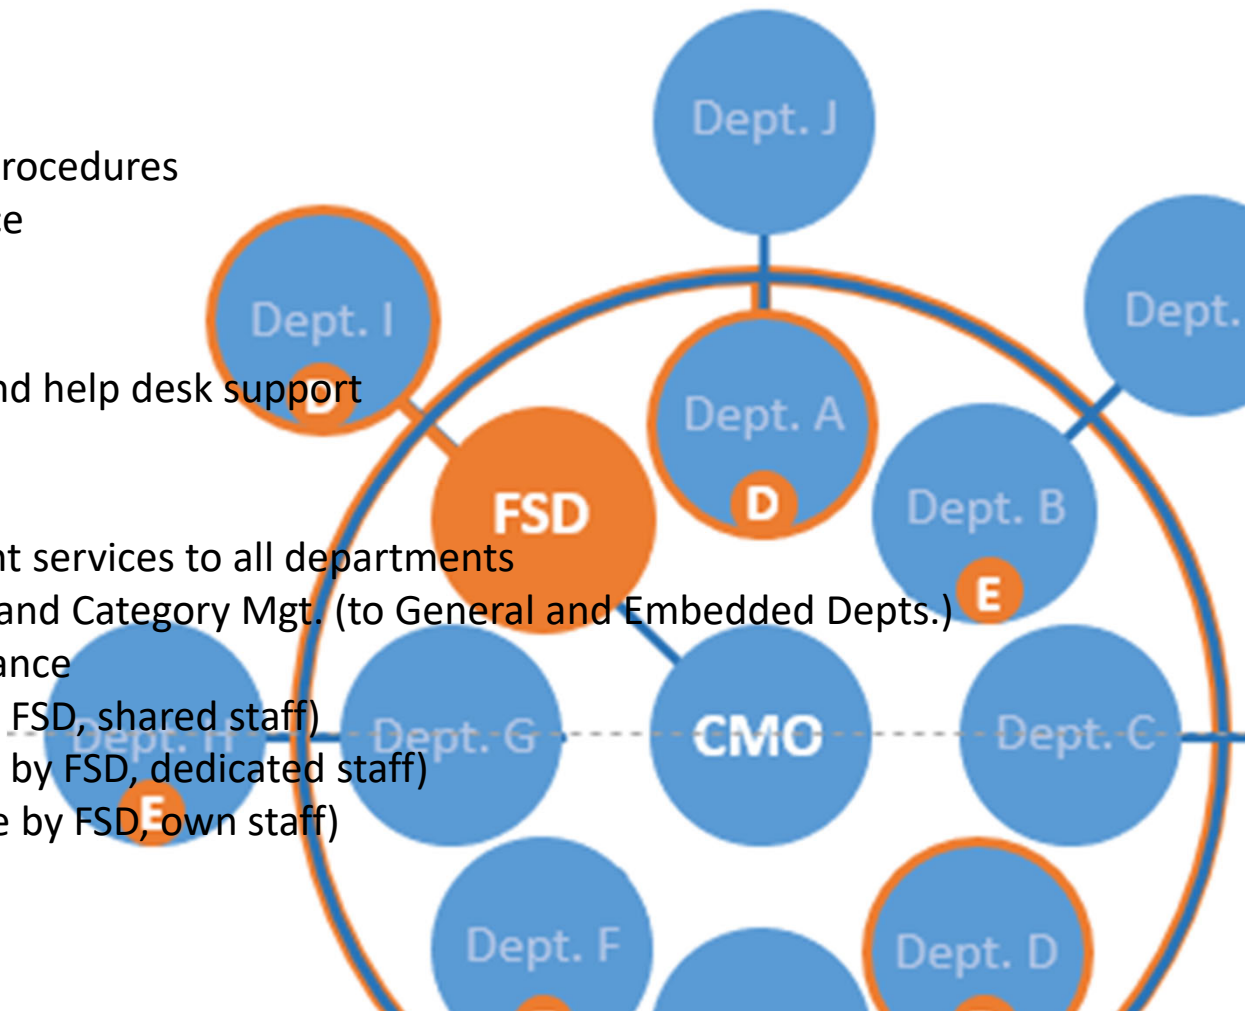 Dept. J
rocedures
ce
Dept. I
Dept.
nd help desk support
D
Dept. A
D
FSD
Dept. B
E
nt services to all departments
and Category Mgt. (to General and Embedded Depts.)
ance
FSD, shared staff)
Dept. H
Dept. G
CMO
Dept. C
by FSD, dedicated staff)
e by FSD, own staff)
E
Dept. F
Dept. D